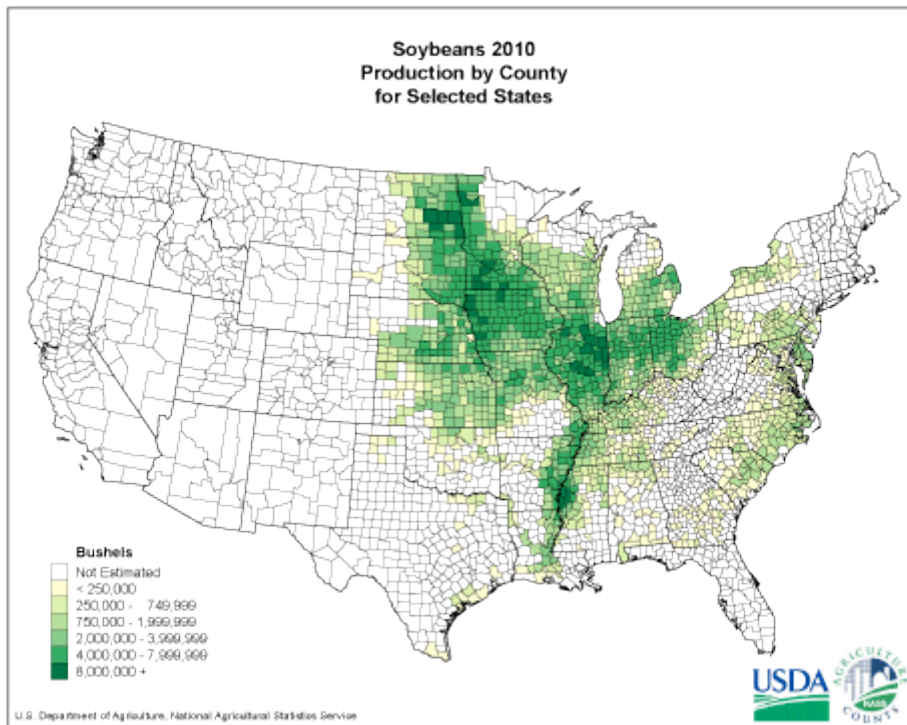 Soybeans 2010
Production by County
for Selected States
Bushels
Not Estimated
< 250,000
250,000 - 749,999
750,000 - 1,999,999
2,000,000 - 3,999,999
4,000,000 - 7,999,999
8,000,000 +
U.S. Department of Agriculture, National Agricultural Statistics Service
USDA
AGRICULTURE
NASS
COUNTS